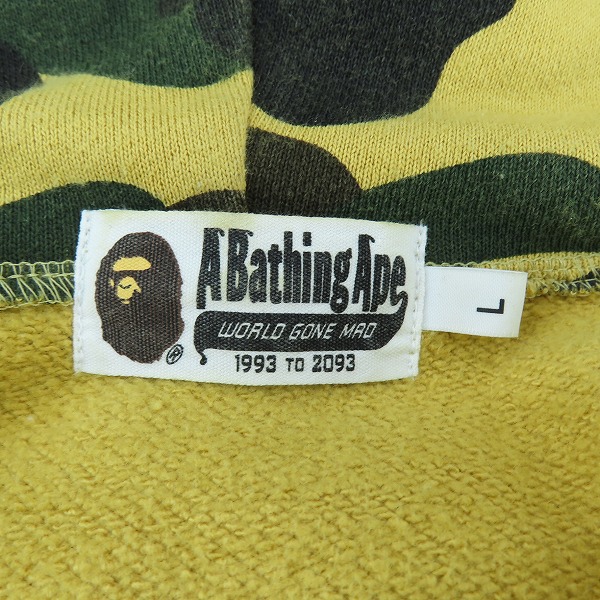 A Bathing Ape
WORLD GONE MAD
1993 TO 2093
®
L